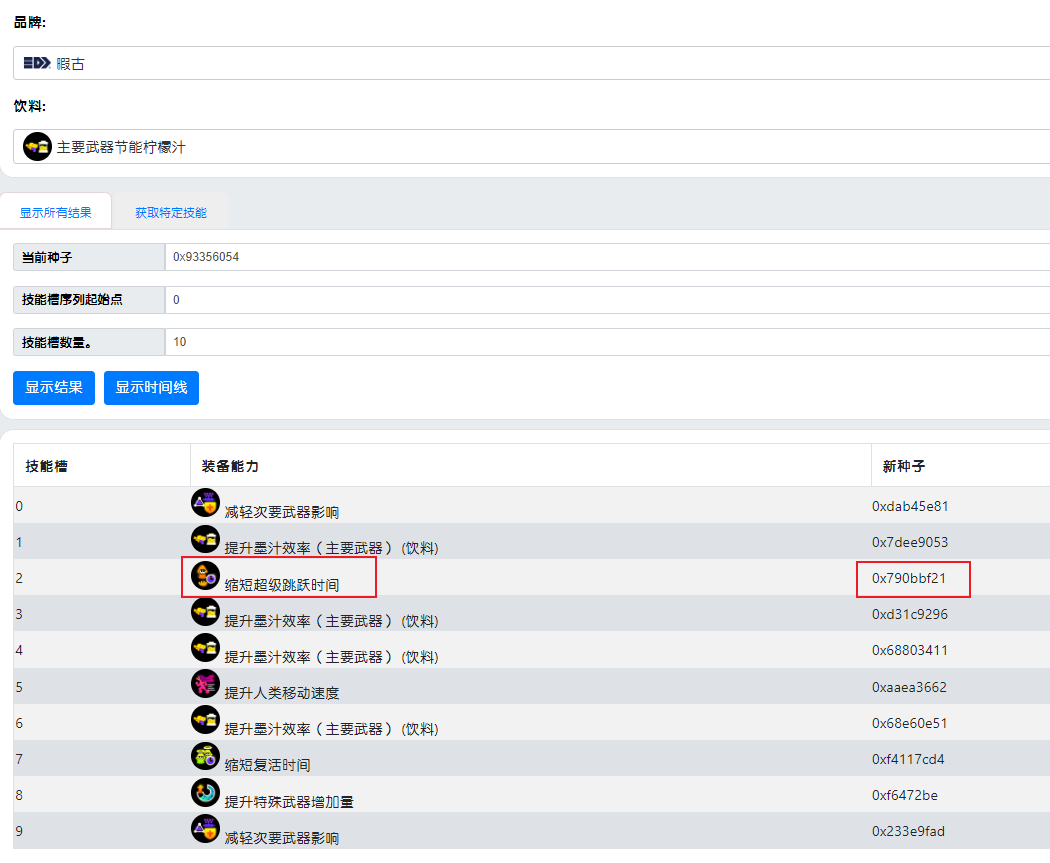 品牌:
暇古
饮料:
主要武器节能柠檬汁
显示所有结果 获取特定技能
当前种子 0x93356054
技能槽序列起始点 0
技能槽数量。 10
显示结果 显示时间线
技能槽 装备能力 新种子
0 减轻次要武器影响 0xdab45e81
1 提升墨汁效率（主要武器） (饮料) 0x7dee9053
2 缩短超级跳跃时间 0x790bbf21
3 提升墨汁效率（主要武器） (饮料) 0xd31c9296
4 提升墨汁效率（主要武器） (饮料) 0x68803411
5 提升人类移动速度 0xaaea3662
6 提升墨汁效率（主要武器） (饮料) 0x68e60e51
7 缩短复活时间 0xf4117cd4
8 提升特殊武器增加量 0xf6472be
9 减轻次要武器影响 0x233e9fad